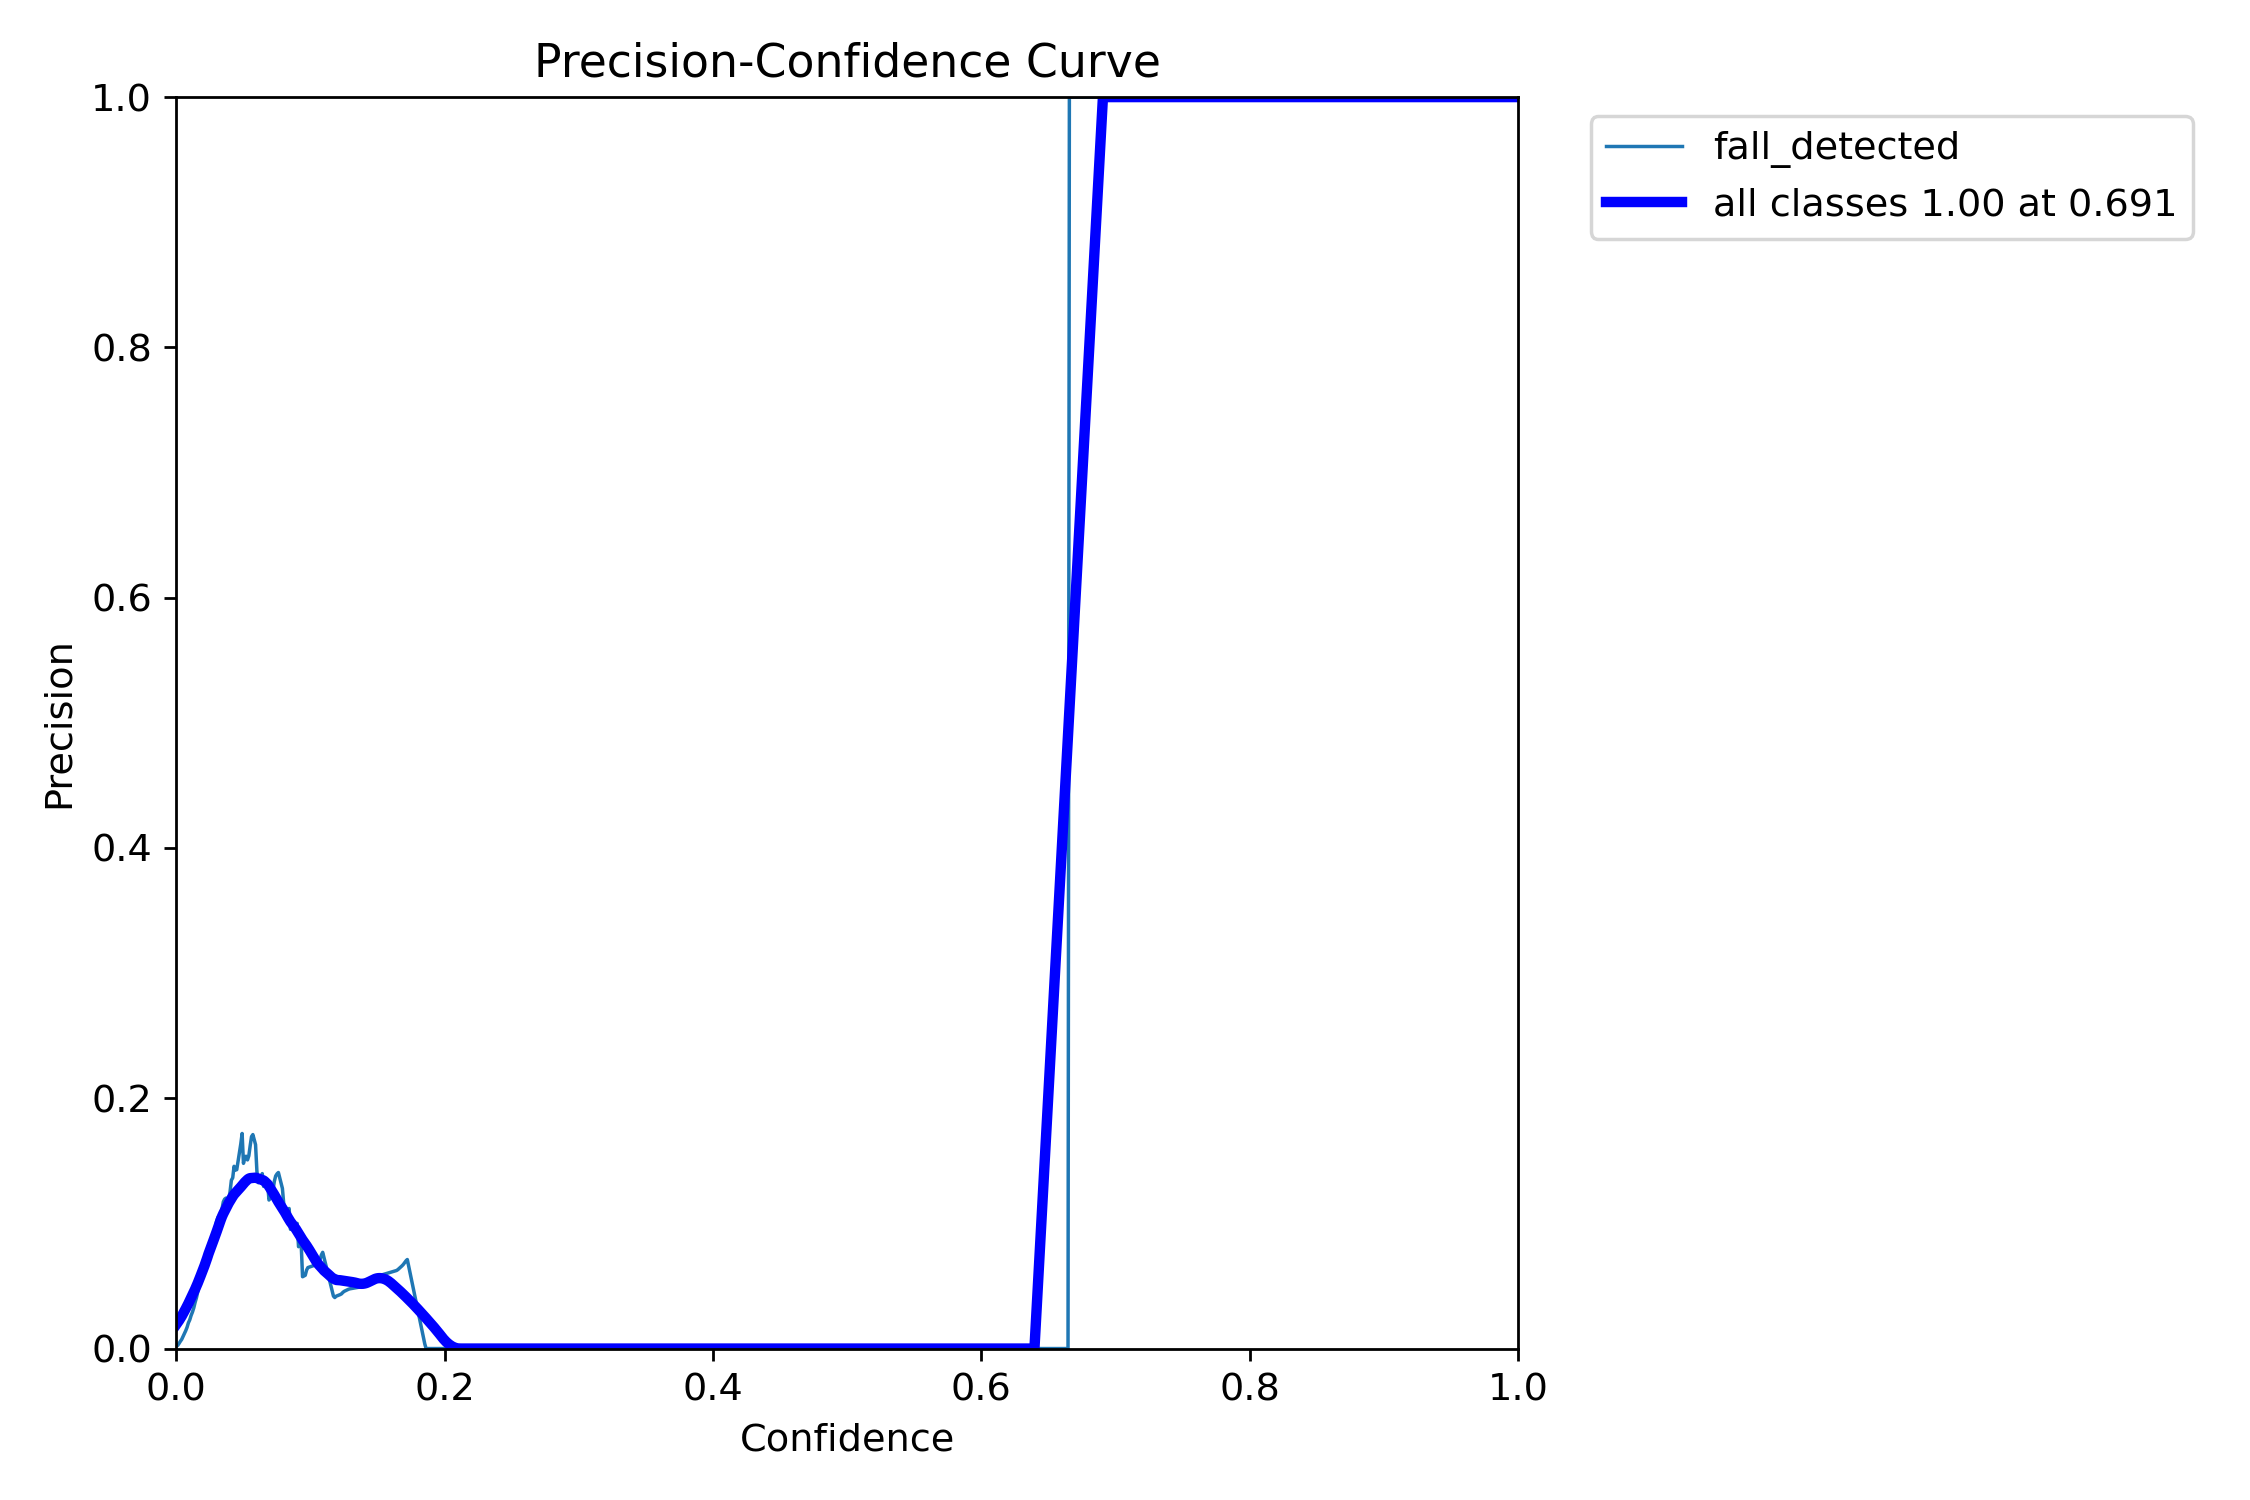 Precision-Confidence Curve
1.0
0.8
0.6
0.4
0.2
0.0
Precision
0.0 0.2 0.4 0.6 0.8 1.0
Confidence
fall_detected
all classes 1.00 at 0.691